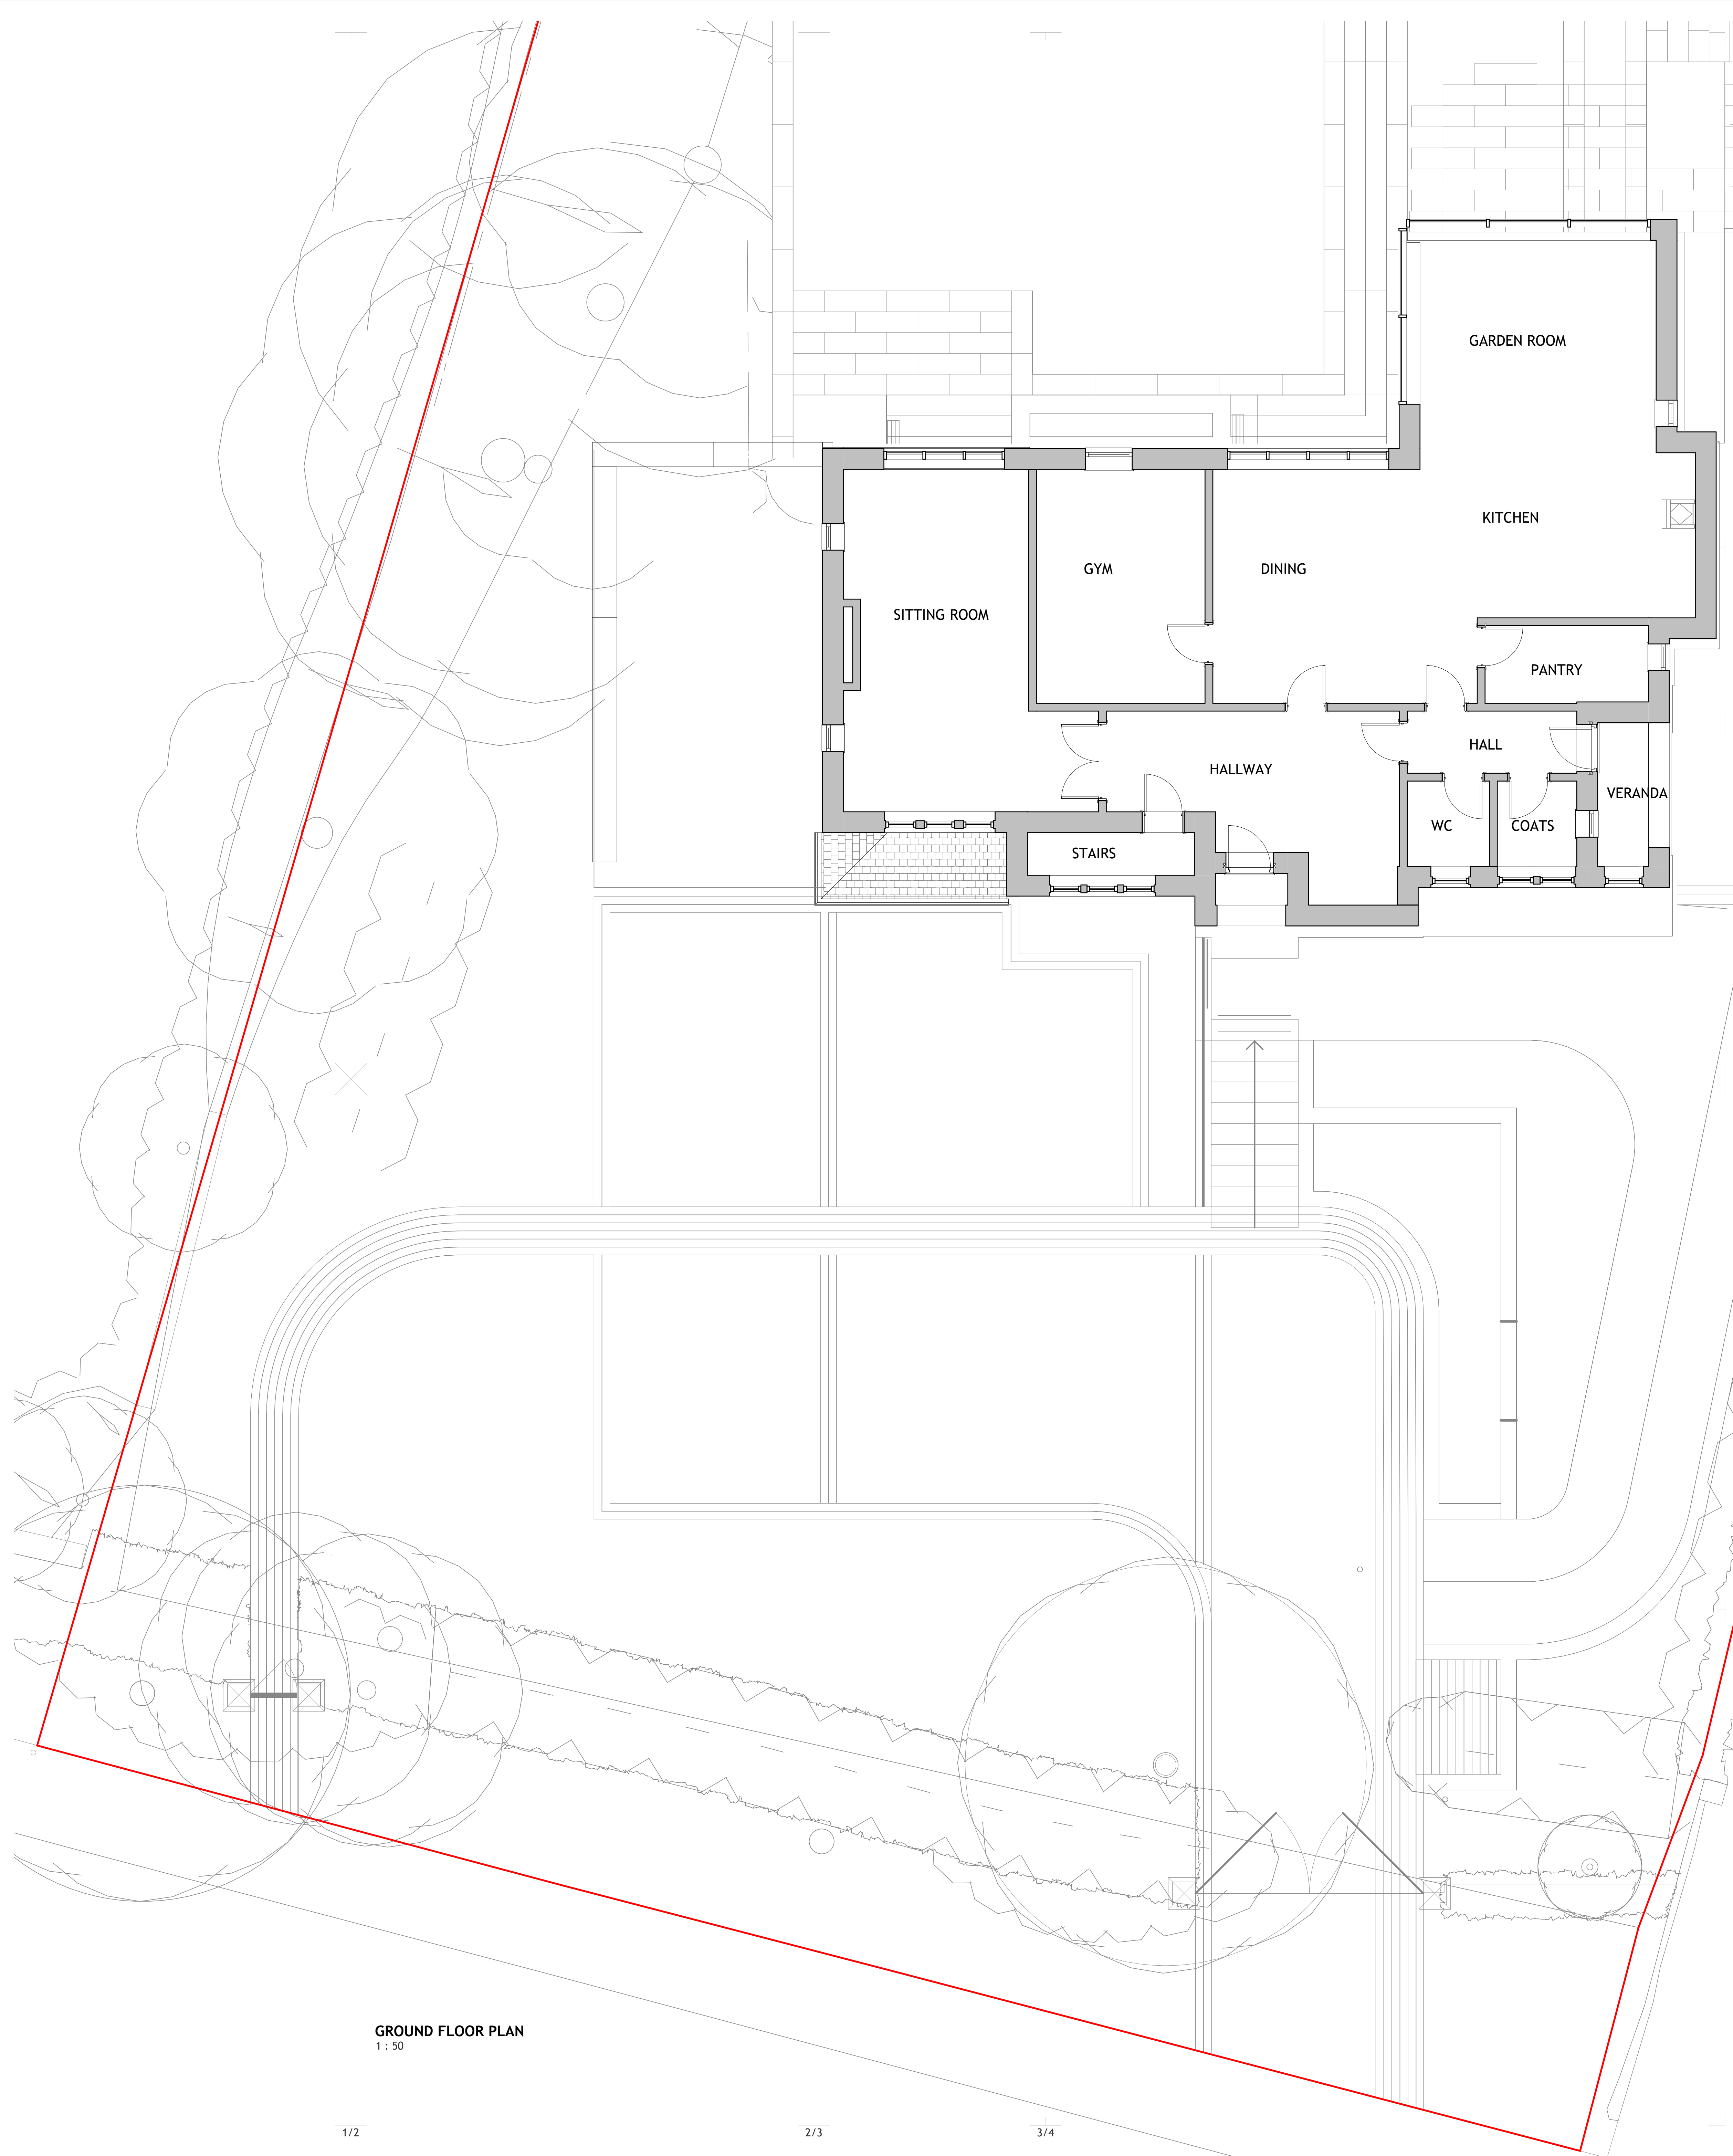 GARDEN ROOM
KITCHEN
GYM
DINING
SITTING ROOM
PANTRY
HALL
HALLWAY
VERANDA
WC
COATS
STAIRS
GROUND FLOOR PLAN
1 : 50
1/2
2/3
3/4